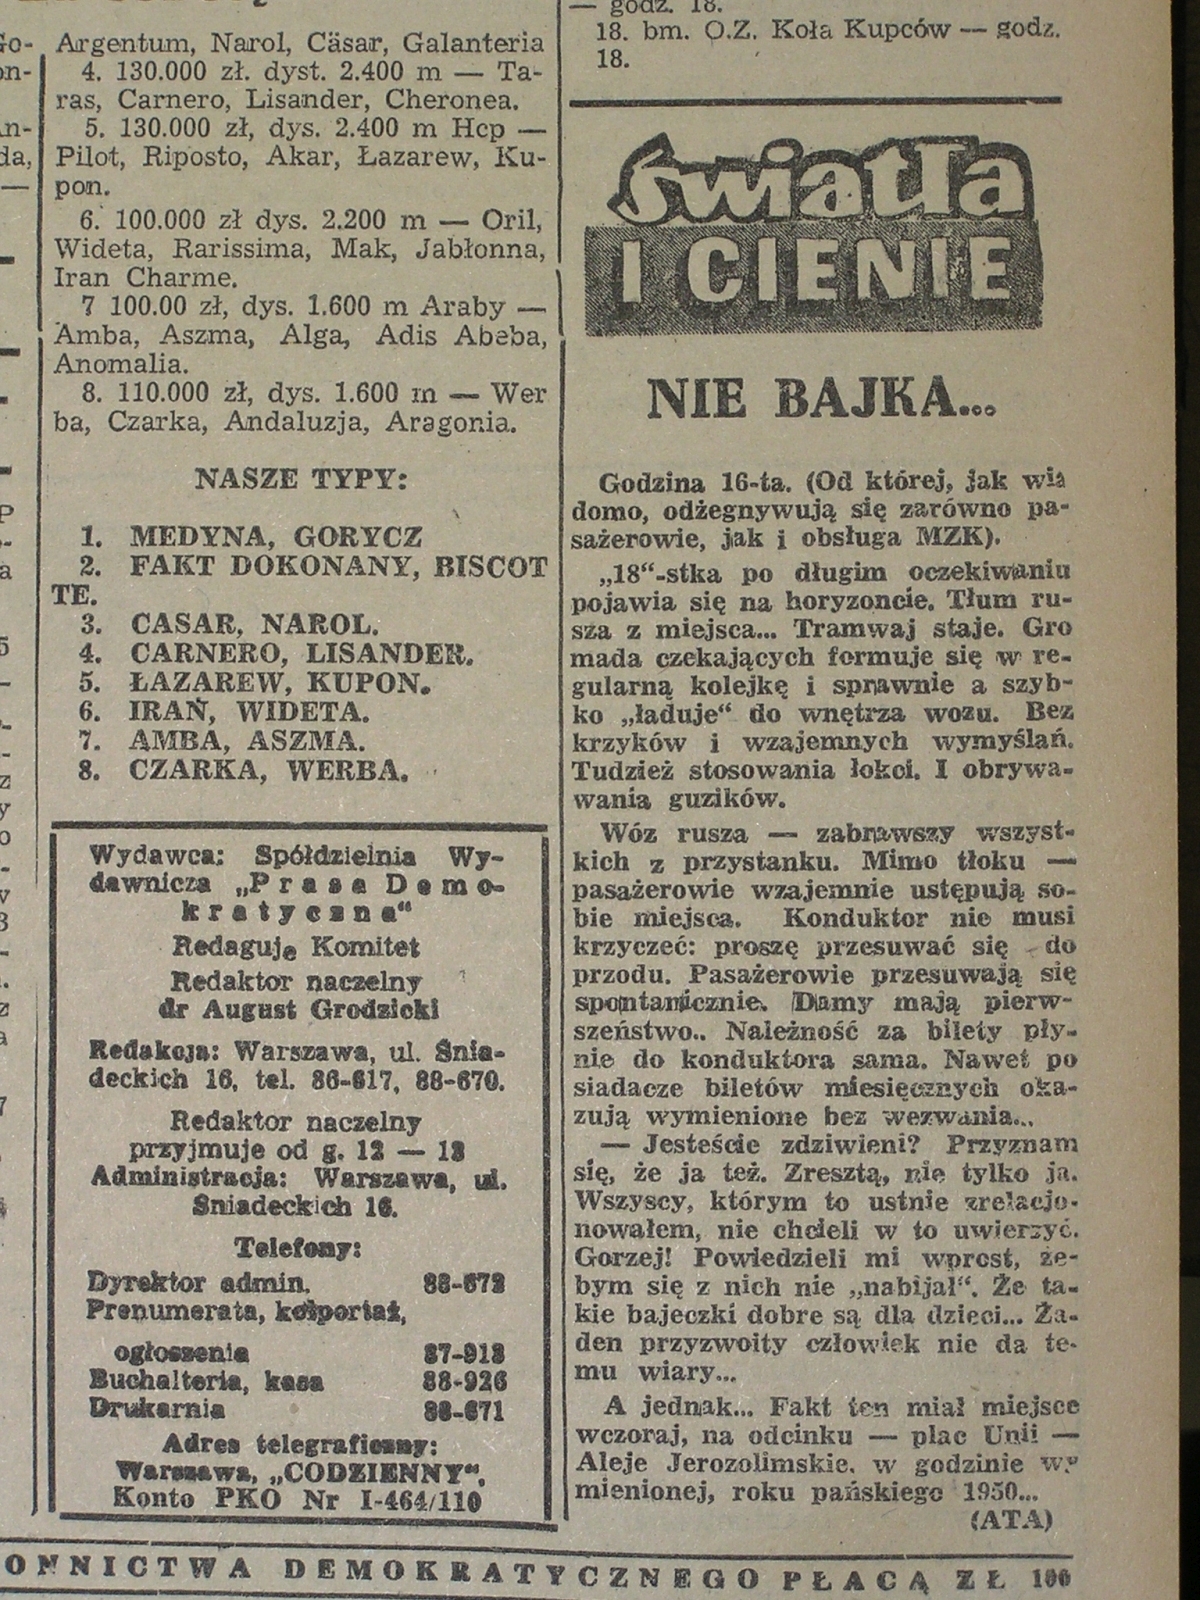 Argentum, Narol, Cäsar, Galanteria
4. 130.000 zł. dyst. 2.400 m — Ta-
ras, Carnero, Lisander, Cheronea.
5. 130.000 zł, dys. 2.400 m Hcp —
Pilot, Riposto, Akar, Łazarew, Ku-
pon.
6. 100.000 zł dys. 2.200 m — Oril,
Wideta, Rarissima, Mak, Jabłonna,
Iran Charme.
7 100.00 zł, dys. 1.600 m Araby —
Amba, Aszma, Alga, Adis Abeba,
Anomalia.
8. 110.000 zł, dys. 1.600 m — Wer
ba, Czarka, Andaluzja, Aragonia.
NASZE TYPY:
1. MEDYNA, GORYCZ
2. FAKT DOKONANY, BISCOT
TE.
3. CASAR, NAROL.
4. CARNERO, LISANDER.
5. ŁAZAREW, KUPON.
6. IRAN, WIDETA.
7. AMBA, ASZMA.
8. CZARKA, WERBA.
Wydawca: Spółdzielnia Wy-
dawnicza „Prasa Demo-
kratyczna“
Redaguje Komitet
Redaktor naczelny
dr August Grodzicki
Redakcja: Warszawa, ul. Śnia-
deckich 16, tel. 86-617, 88-670.
Redaktor naczelny
przyjmuje od g. 12 — 13
Administracja: Warszawa, ul.
Śniadeckich 16.
Telefony:
Dyrektor admin. 88-672
Prenumerata, kolportaż,
ogłoszenia 87-913
Buchalteria, kasa 88-926
Drukarnia 88-671
Adres telegraficzny:
Warszawa, „CODZIENNY“.
Konto PKO Nr I-464/110
— godz. 18.
18. bm. O.Z. Koła Kupców — godz.
18.
Światła
I CIENIE
NIE BAJKA...
Godzina 16-ta. (Od której, jak wia
domo, odżegnywują się zarówno pa-
sażerowie, jak i obsługa MZK).
„18“-stka po długim oczekiwaniu
pojawia się na horyzoncie. Tłum ru-
sza z miejsca... Tramwaj staje. Gro
mada czekających formuje się w re-
gularną kolejkę i sprawnie a szyb-
ko „ładuje“ do wnętrza wozu. Bez
krzyków i wzajemnych wymyślań.
Tudzież stosowania łokci. I obrywa-
wania guzików.
Wóz rusza — zabrawszy wszyst-
kich z przystanku. Mimo tłoku —
pasażerowie wzajemnie ustępują so-
bie miejsca. Konduktor nie musi
krzyczeć: proszę przesuwać się do
przodu. Pasażerowie przesuwają się
spontanicznie. Damy mają pierw-
szeństwo.. Należność za bilety pły-
nie do konduktora sama. Nawet po
siadacze biletów miesięcznych oka-
zują wymienione bez wezwania...
— Jesteście zdziwieni? Przyznam
się, że ja też. Zresztą, nie tylko ja.
Wszyscy, którym to ustnie zrelacjo-
nowałem, nie chcieli w to uwierzyć.
Gorzej! Powiedzieli mi wprost, że-
bym się z nich nie „nabijał“. Że ta-
kie bajeczki dobre są dla dzieci... Ża-
den przyzwoity człowiek nie da te-
mu wiary...
A jednak... Fakt ten miał miejsce
wczoraj, na odcinku — plac Unii —
Aleje Jerozolimskie, w godzinie wy
mienionej, roku pańskiego 1950...
(ATA)
ONNICTWA DEMOKRATYCZNEGO PŁACĄ ZŁ 100